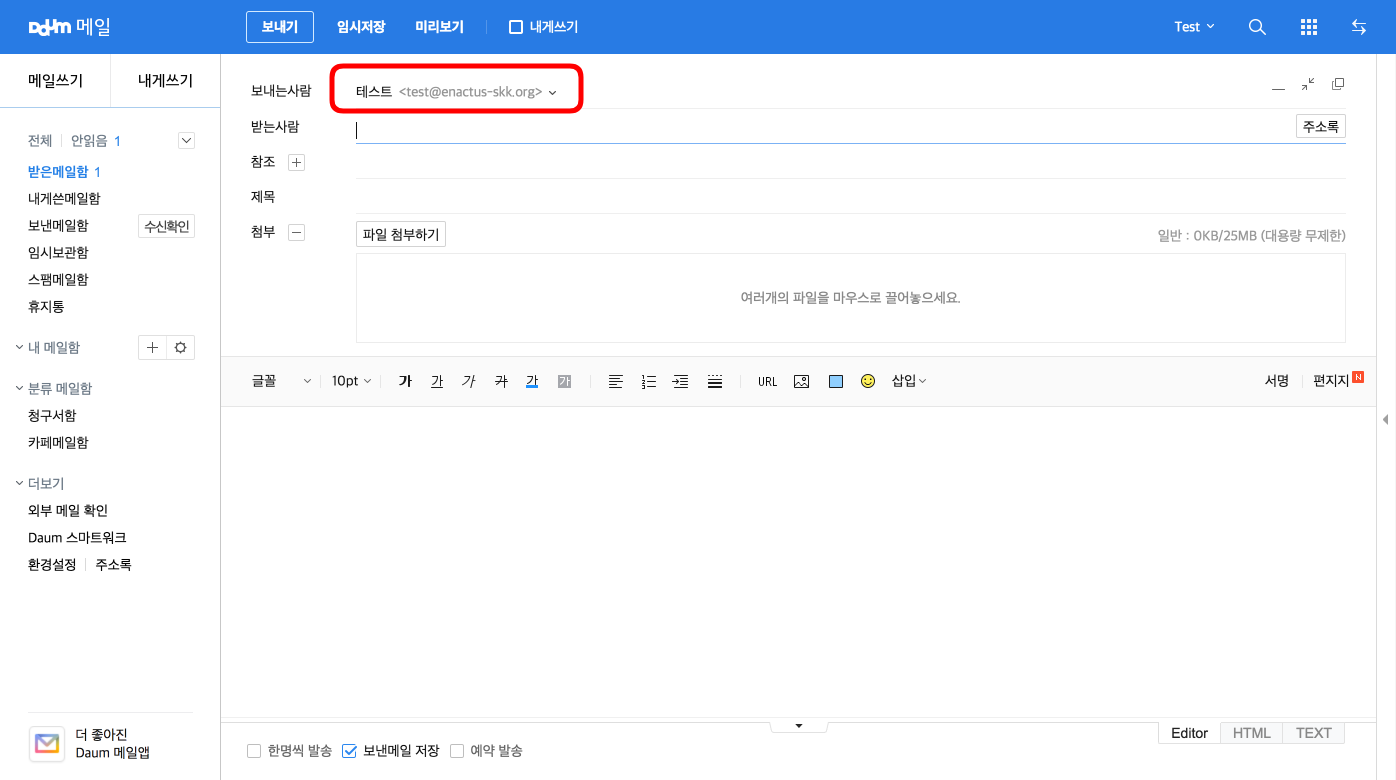 Daum 메일
보내기 임시저장 미리보기 내게쓰기
Test
메일쓰기 내게쓰기
전체 안읽음 1
받은메일함 1
내게쓴메일함
보낸메일함 수신확인
임시보관함
스팸메일함
휴지통
내 메일함
분류 메일함
청구서함
카페메일함
더보기
외부 메일 확인
Daum 스마트워크
환경설정 주소록
더 좋아진
Daum 메일앱
보내는사람 테스트 <test@enactus-skk.org>
받는사람 주소록
참조
제목
첨부 파일 첨부하기 일반 : 0KB/25MB (대용량 무제한)
여러개의 파일을 마우스로 끌어놓으세요.
글꼴 10pt 가 가 가 가 가 가 URL 삽입 서명 편지지 N
Editor HTML TEXT
한명씩 발송 보낸메일 저장 예약 발송